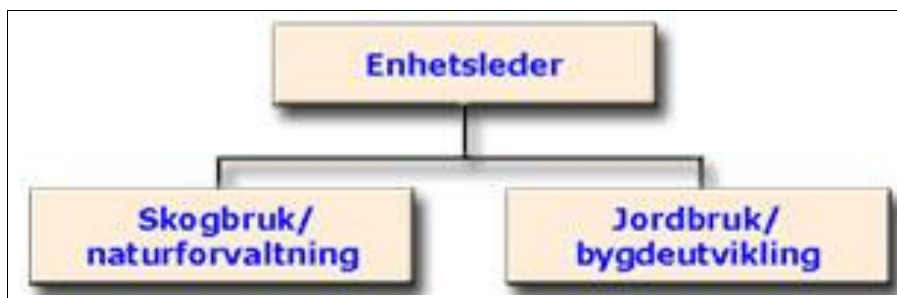 Enhetsleder
Skogbruk/
naturforvaltning
Jordbruk/
bygdeutvikling